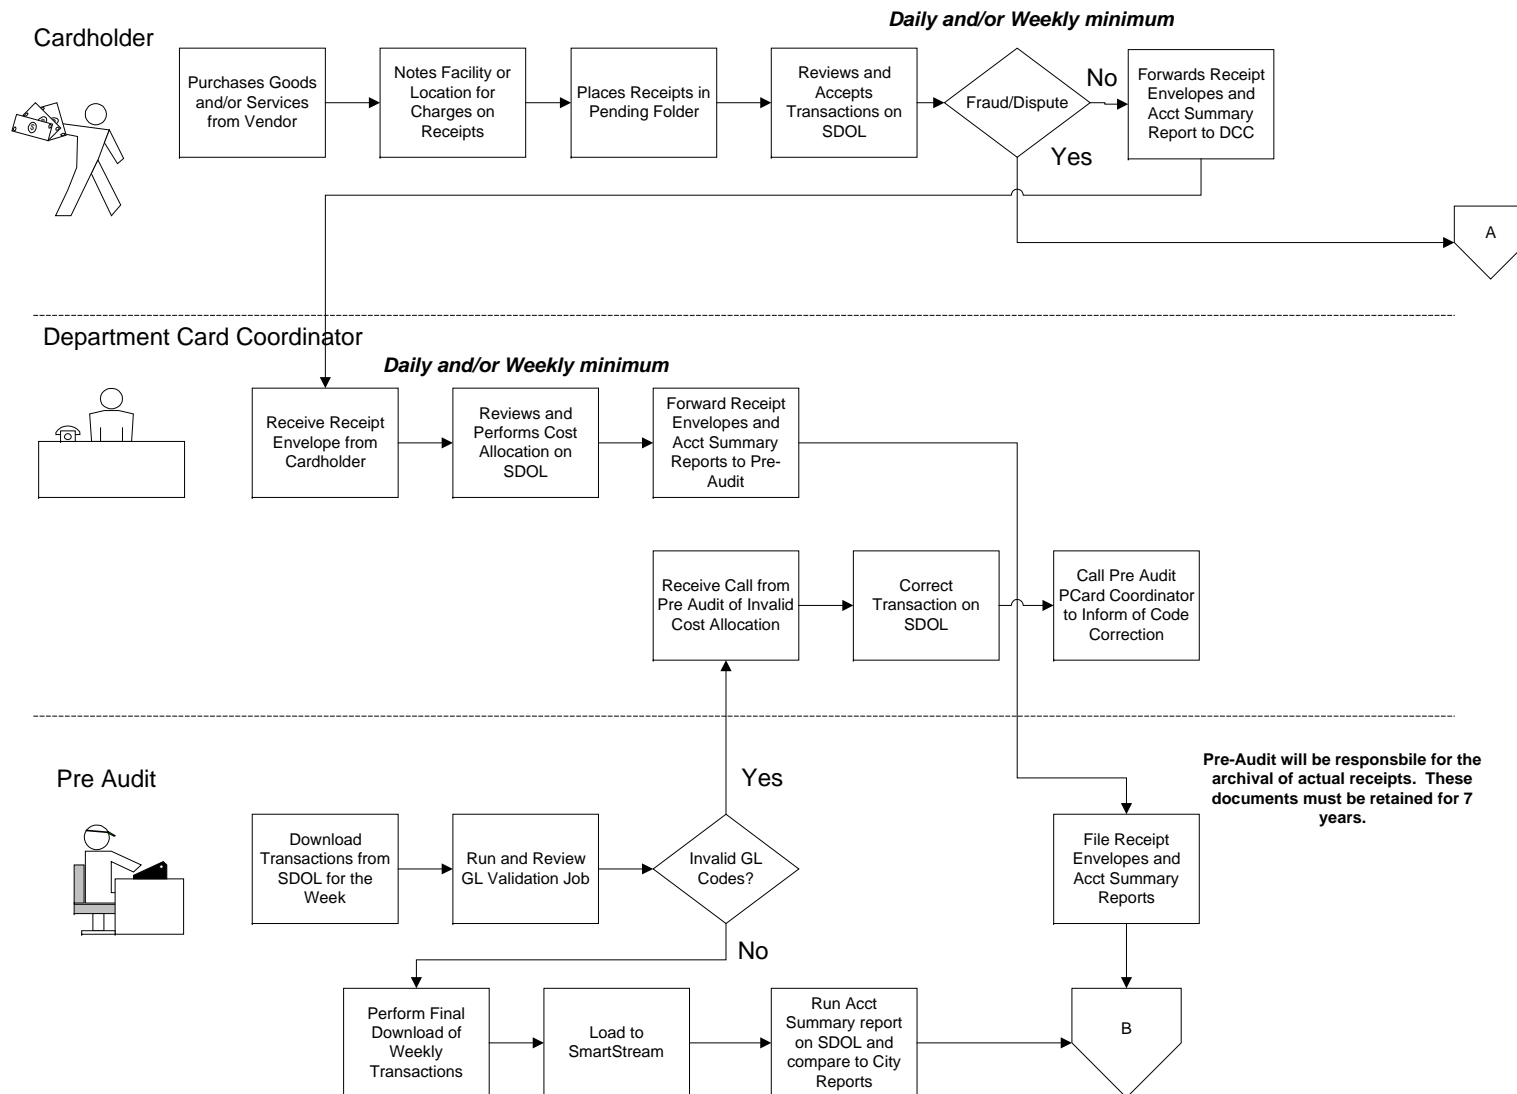 Daily and/or Weekly minimum
Cardholder
Purchases Goods
and/or Services
from Vendor
Notes Facility or
Location for
Charges on
Receipts
Places Receipts in
Pending Folder
Reviews and
Accepts
Transactions on
SDOL
Fraud/Dispute
No
Yes
Forwards Receipt
Envelopes and
Acct Summary
Report to DCC
A
Department Card Coordinator
Daily and/or Weekly minimum
Receive Receipt
Envelope from
Cardholder
Reviews and
Performs Cost
Allocation on
SDOL
Forward Receipt
Envelopes and
Acct Summary
Reports to Pre-
Audit
Receive Call from
Pre Audit of Invalid
Cost Allocation
Correct
Transaction on
SDOL
Call Pre Audit
PCard Coordinator
to Inform of Code
Correction
Pre Audit
Download
Transactions from
SDOL for the
Week
Run and Review
GL Validation Job
Invalid GL
Codes?
Yes
No
Pre-Audit will be responsbile for the
archival of actual receipts. These
documents must be retained for 7
years.
File Receipt
Envelopes and
Acct Summary
Reports
Perform Final
Download of
Weekly
Transactions
Load to
SmartStream
Run Acct
Summary report
on SDOL and
compare to City
Reports
B